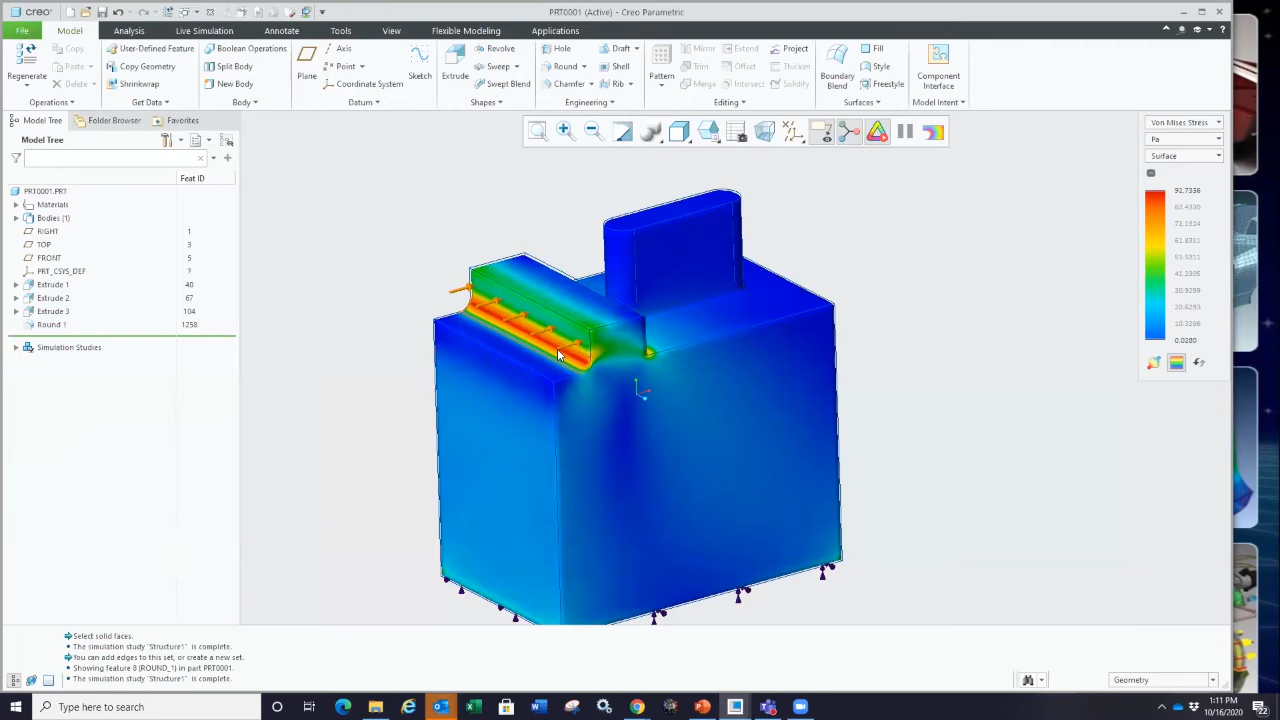 creo
PRT0001 (Active) - Creo Parametric
File Model Analysis Live Simulation Annotate Tools View Flexible Modeling Applications
Regenerate
Copy
Paste
Delete
Operations
User-Defined Feature
Copy Geometry
Shrinkwrap
Get Data
Boolean Operations
Split Body
New Body
Body
Plane
Axis
Point
Coordinate System
Sketch
Datum
Extrude
Revolve
Sweep
Swept Blend
Shapes
Hole
Round
Chamfer
Draft
Shell
Rib
Engineering
Pattern
Mirror
Trim
Merge
Extend
Offset
Intersect
Project
Thicken
Solidify
Editing
Boundary Blend
Fill
Style
Freestyle
Surfaces
Component Interface
Model Intent
Model Tree Folder Browser Favorites
Model Tree
Feat ID
PRT0001.PRT
Materials
Bodies (1)
RIGHT 1
TOP 3
FRONT 5
PRT_CSYS_DEF 7
Extrude 1 40
Extrude 2 67
Extrude 3 104
Round 1 1258
Simulation Studies
Von Mises Stress
Pa
Surface
92.7336
82.4330
72.1324
61.8311
51.5311
41.2305
30.9299
20.6293
10.3286
0.0280
Select solid faces.
The simulation study 'Structure1' is complete.
You can add edges to this set, or create a new set.
Showing feature 8 (ROUND_1) in part PRT0001.
The simulation study 'Structure1' is complete.
Geometry
Type here to search
1:11 PM
10/16/2020
22